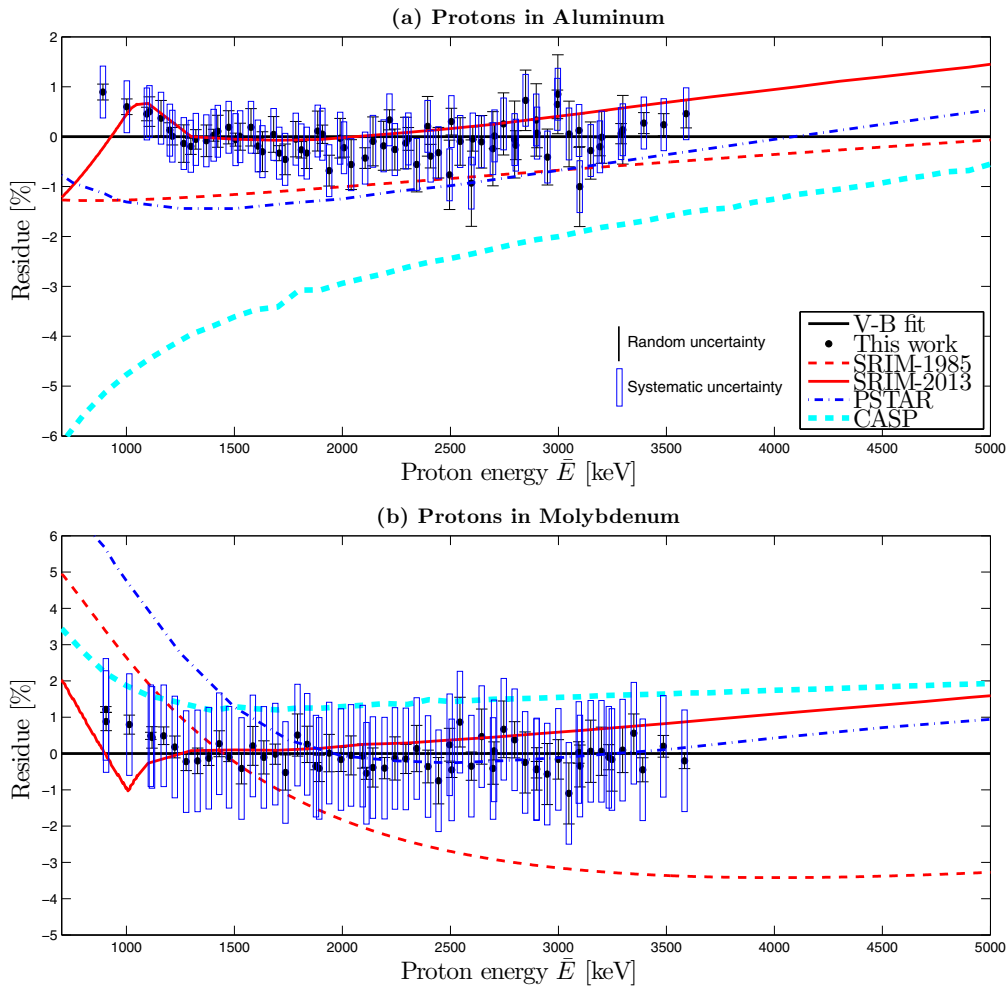 (a) Protons in Aluminum
2
1
0
-1
-2
-3
-4
-5
-6
Residue [%]
Random uncertainty
Systematic uncertainty
V-B fit
This work
SRIM-1985
SRIM-2013
PSTAR
CASP
1000 1500 2000 2500 3000 3500 4000 4500 5000
Proton energy Ē [keV]
(b) Protons in Molybdenum
6
5
4
3
2
1
0
-1
-2
-3
-4
-5
Residue [%]
1000 1500 2000 2500 3000 3500 4000 4500 5000
Proton energy Ē [keV]